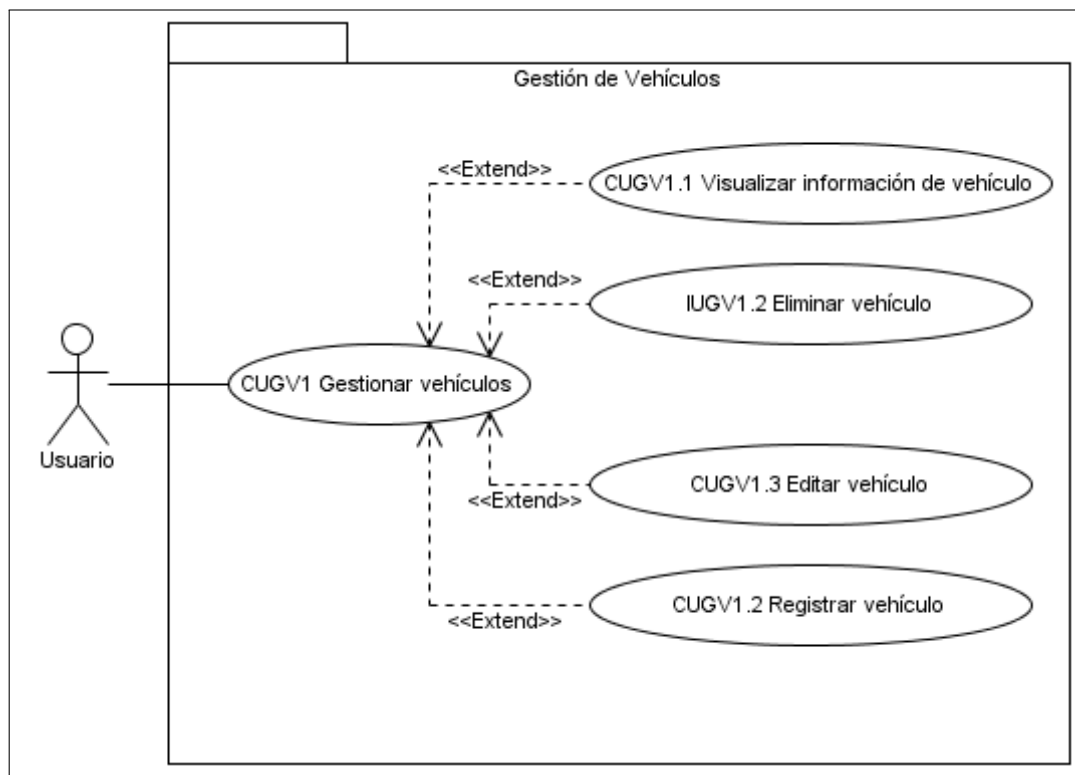 Gestión de Vehículos
<<Extend>>
CUGV1.1 Visualizar información de vehículo
<<Extend>>
IUGV1.2 Eliminar vehículo
CUGV1 Gestionar vehículos
Usuario
CUGV1.3 Editar vehículo
<<Extend>>
CUGV1.2 Registrar vehículo
<<Extend>>